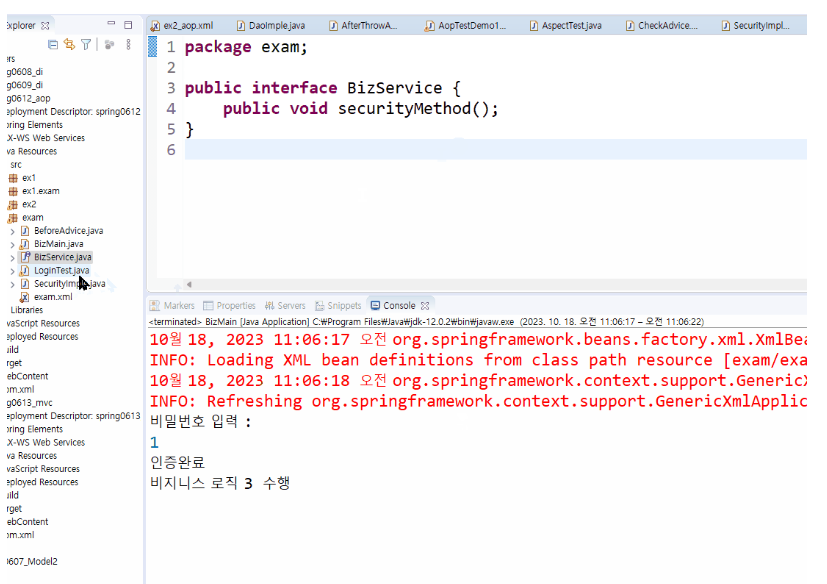 xplorer
ers
g0608_di
g0609_di
g0612_aop
eployment Descriptor: spring0612
pring Elements
X-WS Web Services
va Resources
src
ex1
ex1.exam
ex2
exam
BeforeAdvice.java
BizMain.java
BizService.java
LoginTest.java
SecurityImp java
exam.xml
Libraries
vaScript Resources
eployed Resources
uild
rget
ebContent
om.xml
g0613_mvc
eployment Descriptor: spring0613
pring Elements
X-WS Web Services
va Resources
vaScript Resources
eployed Resources
uild
rget
ebContent
om.xml
0607_Model2
ex2_aop.xml DaoImple.java AfterThrowA... AopTestDemo1... AspectTest.java CheckAdvice.... SecurityImpl...
1 package exam;
2
3 public interface BizService {
4 public void securityMethod();
5 }
6
Markers Properties Servers Snippets Console
<terminated> BizMain [Java Application] C:₩Program Files₩Java₩jdk-12.0.2₩bin₩javaw.exe (2023. 10. 18. 오전 11:06:17 – 오전 11:06:22)
10월 18, 2023 11:06:17 오전 org.springframework.beans.factory.xml.XmlBea
INFO: Loading XML bean definitions from class path resource [exam/exa
10월 18, 2023 11:06:18 오전 org.springframework.context.support.GenericX
INFO: Refreshing org.springframework.context.support.GenericXmlApplic
비밀번호 입력 :
1
인증완료
비지니스 로직 3 수행